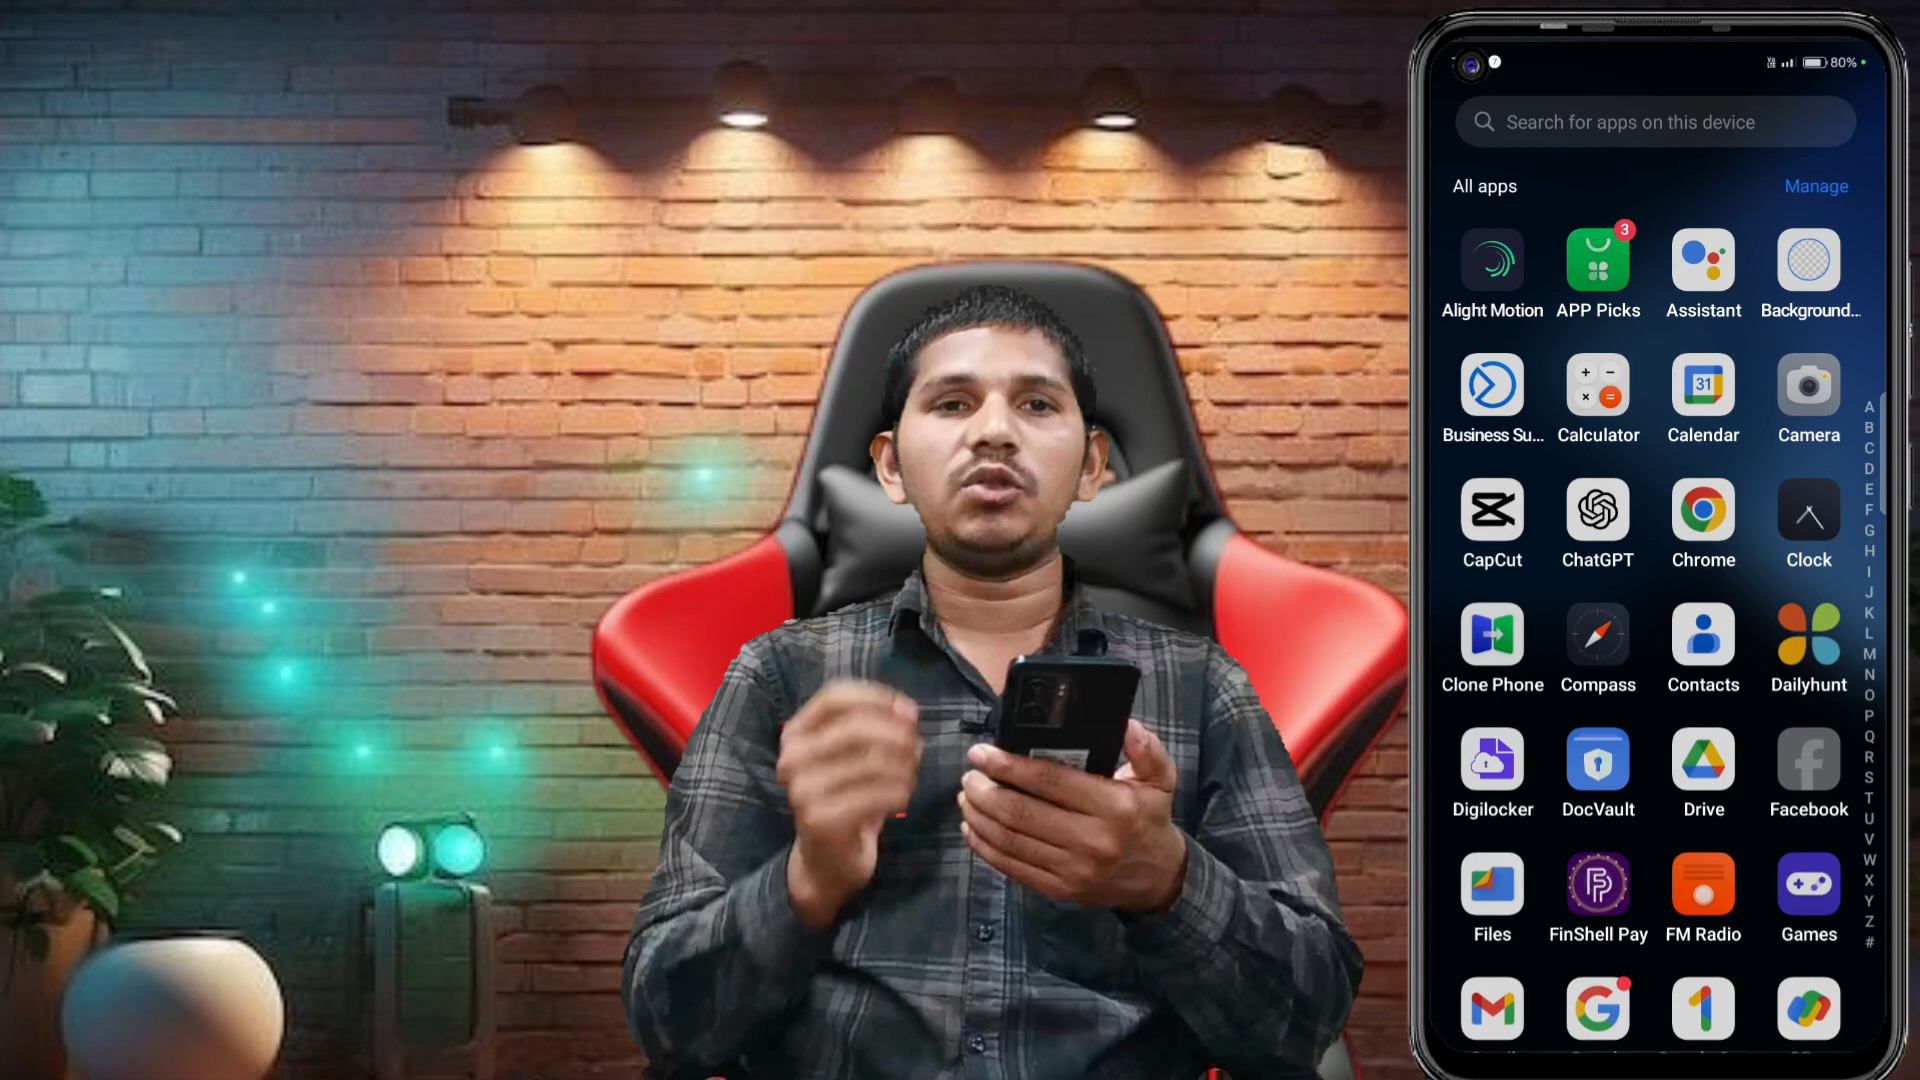 80%
Search for apps on this device
All apps
Manage
3
Alight Motion
APP Picks
Assistant
Background...
31
Business Su...
Calculator
Calendar
Camera
CapCut
ChatGPT
Chrome
Clock
Clone Phone
Compass
Contacts
Dailyhunt
Digilocker
DocVault
Drive
Facebook
Files
FinShell Pay
FM Radio
Games
A
B
C
D
E
F
G
H
I
J
K
L
M
N
O
P
Q
R
S
T
U
V
W
X
Y
Z
#